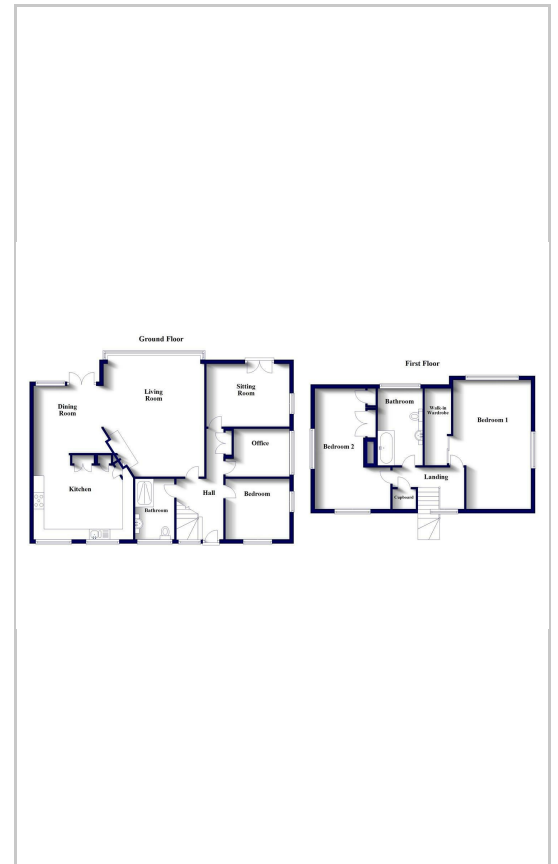 Ground Floor
Living
Room
Sitting
Room
Dining
Room
Office
Kitchen
Hall
Bedroom
Bathroom
First Floor
Bathroom
Walk-in
Wardrobe
Bedroom 1
Bedroom 2
Landing
Cupboard